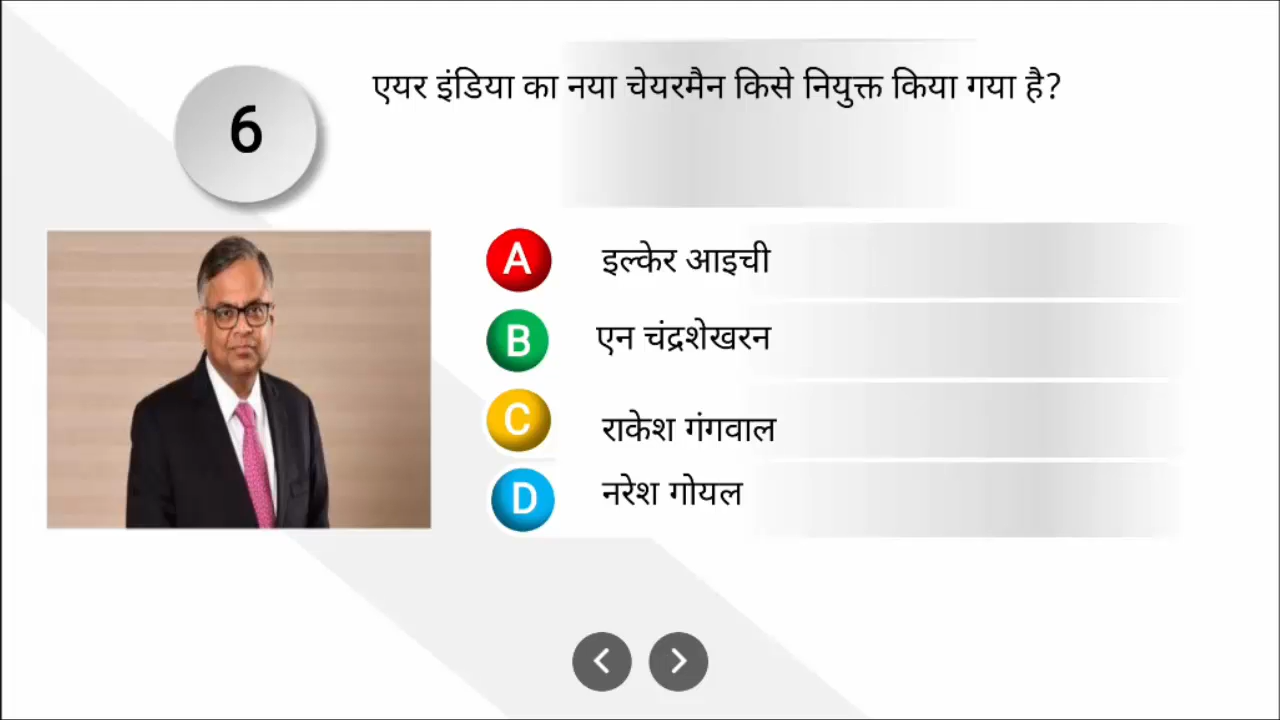 6
एयर इंडिया का नया चेयरमैन किसे नियुक्त किया गया है?
A इल्केर आइची
B एन चंद्रशेखरन
C राकेश गंगवाल
D नरेश गोयल